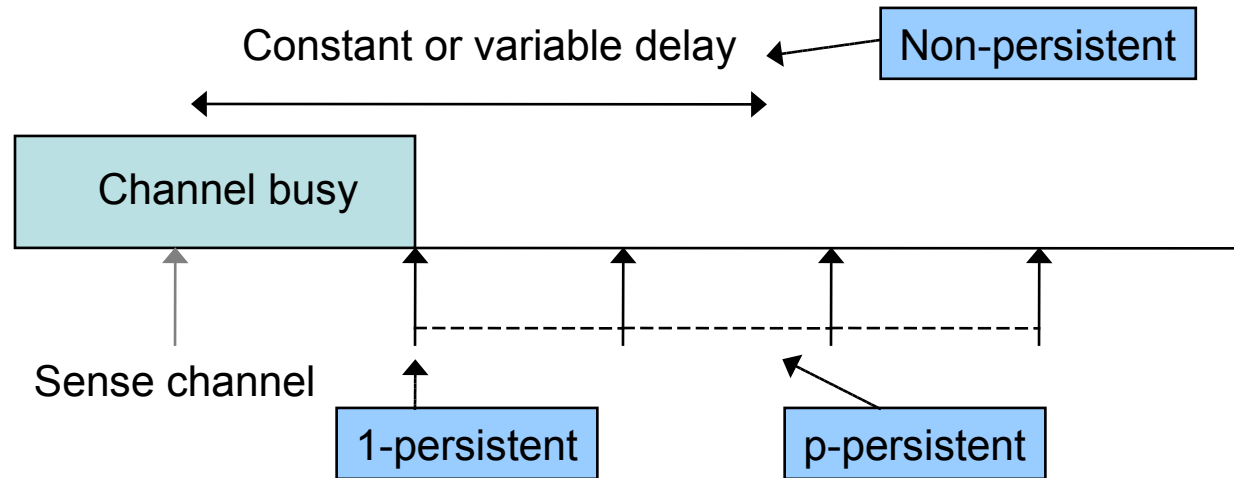 Constant or variable delay
Non-persistent
Channel busy
Sense channel
1-persistent
p-persistent